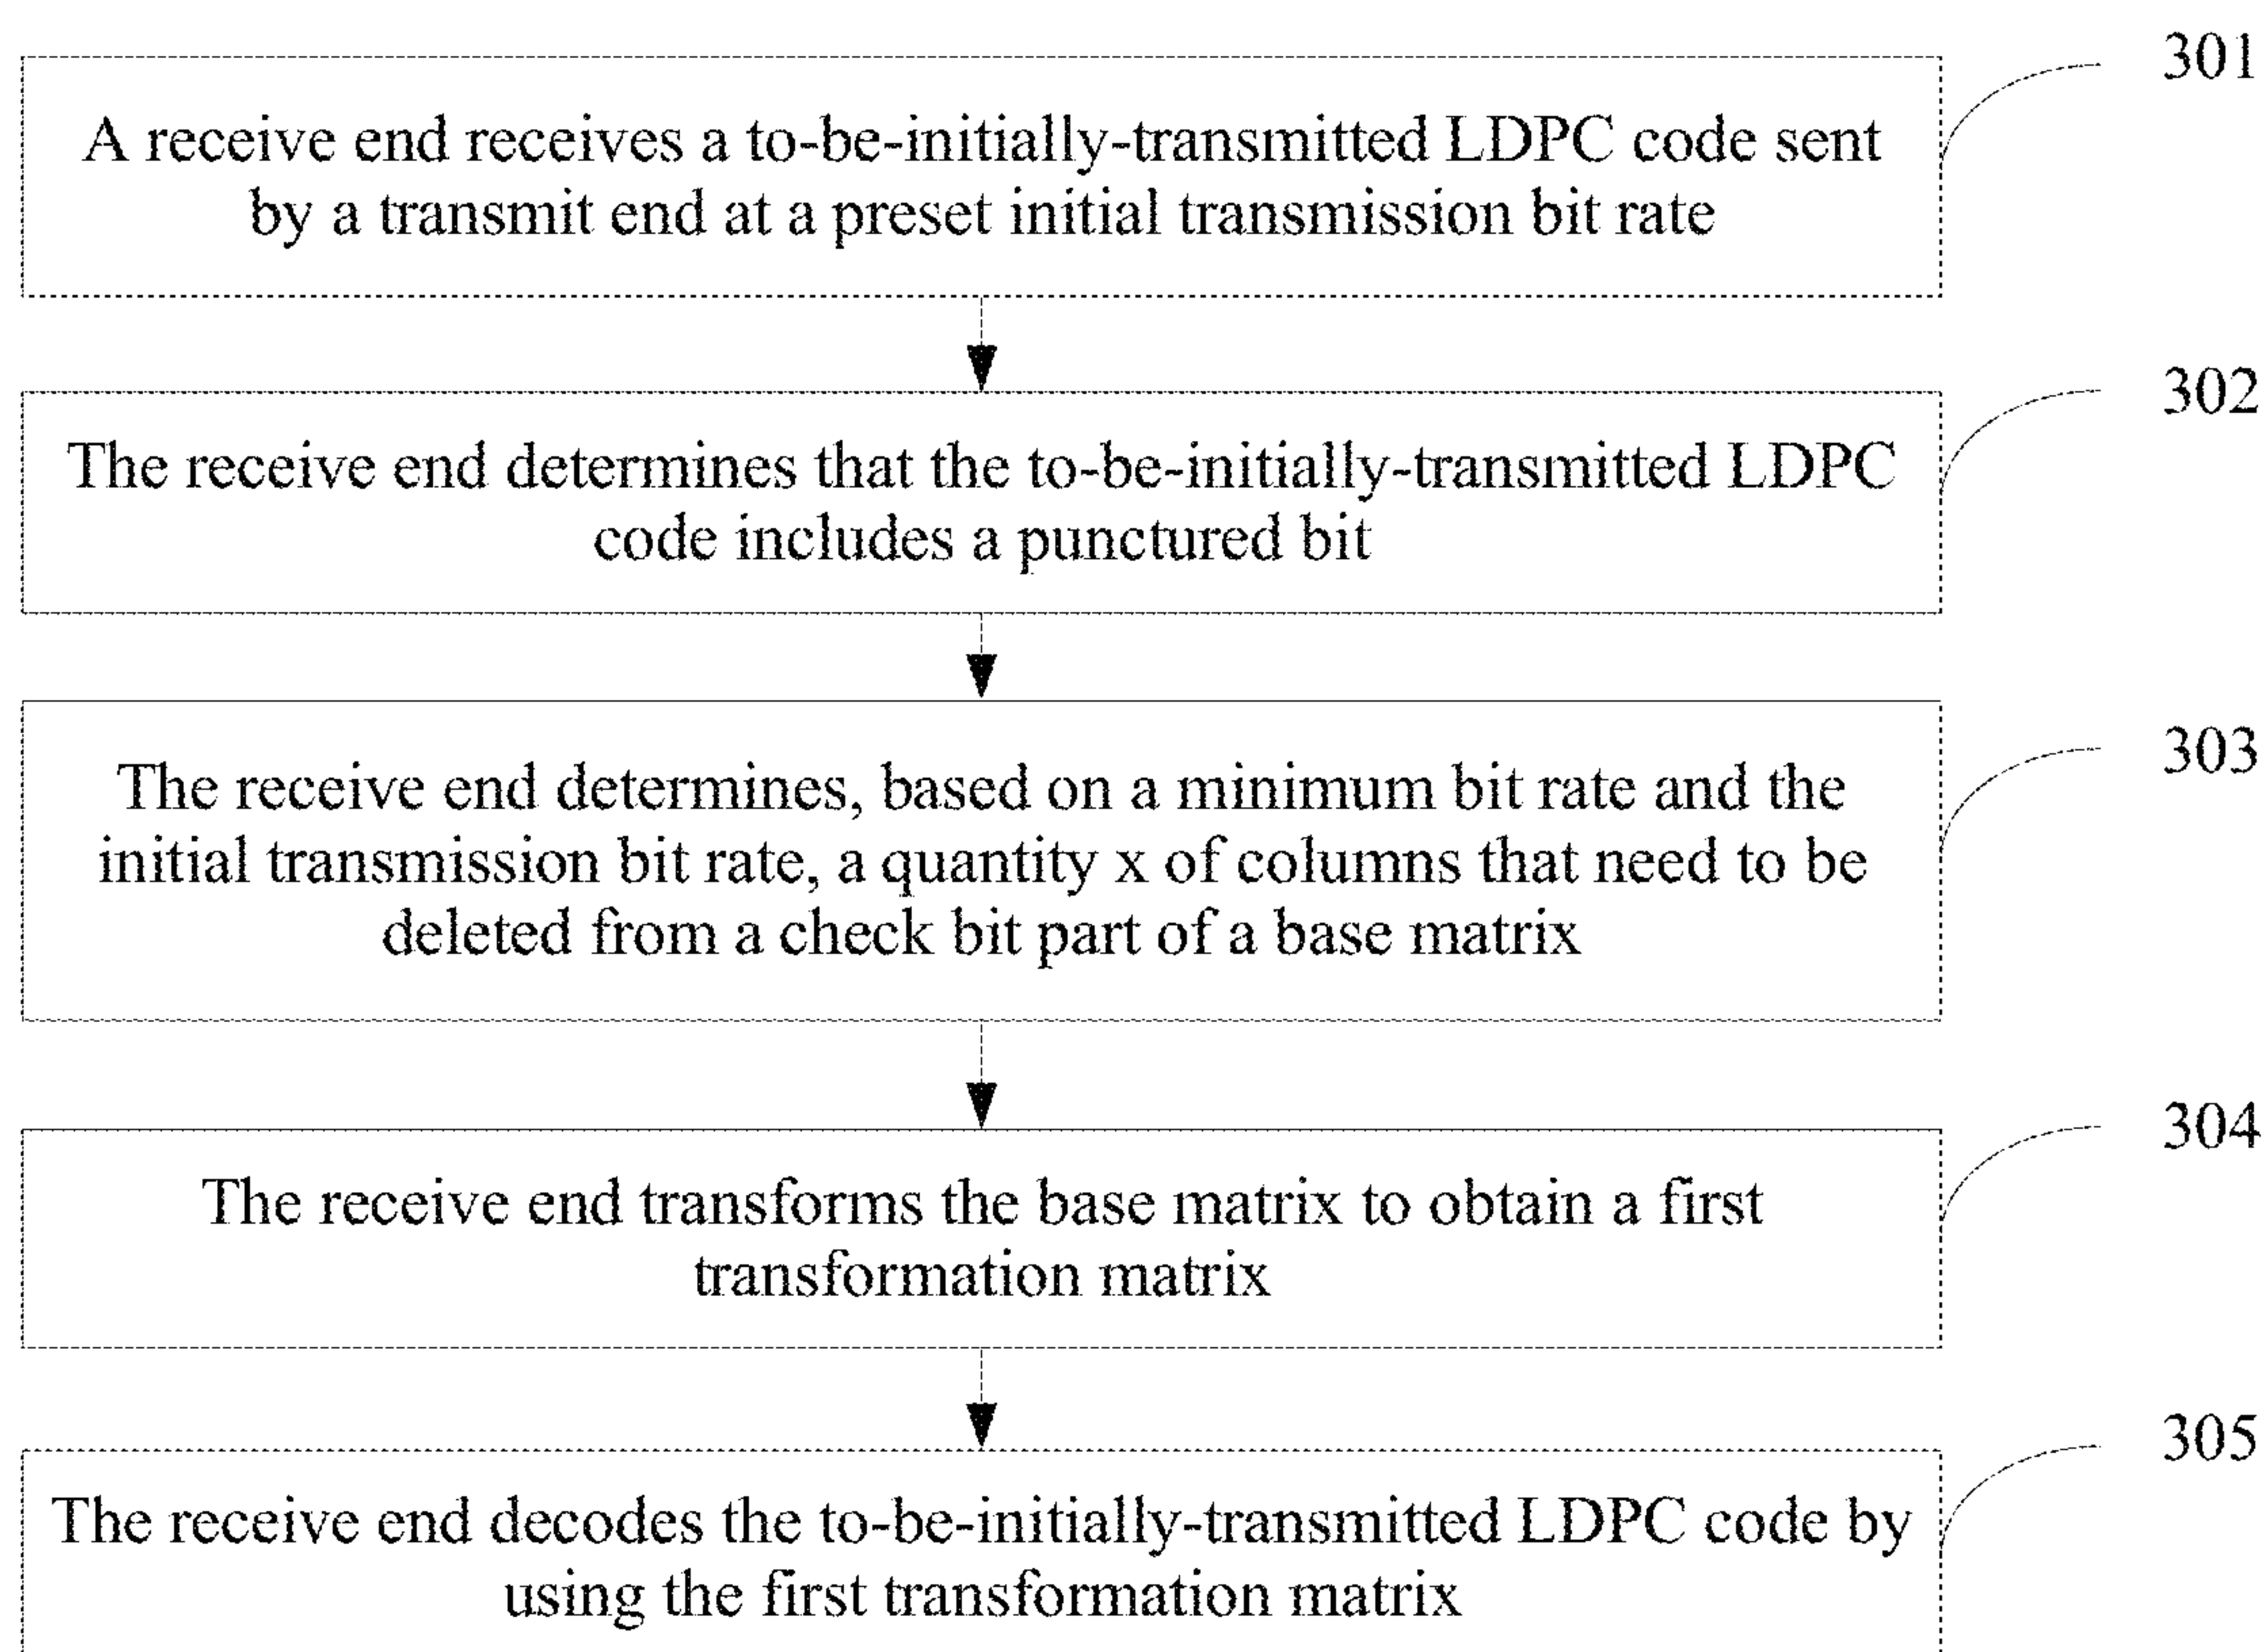 301
A receive end receives a to-be-initially-transmitted LDPC code sent
by a transmit end at a preset initial transmission bit rate
302
The receive end determines that the to-be-initially-transmitted LDPC
code includes a punctured bit
303
The receive end determines, based on a minimum bit rate and the
initial transmission bit rate, a quantity x of columns that need to be
deleted from a check bit part of a base matrix
304
The receive end transforms the base matrix to obtain a first
transformation matrix
305
The receive end decodes the to-be-initially-transmitted LDPC code by
using the first transformation matrix